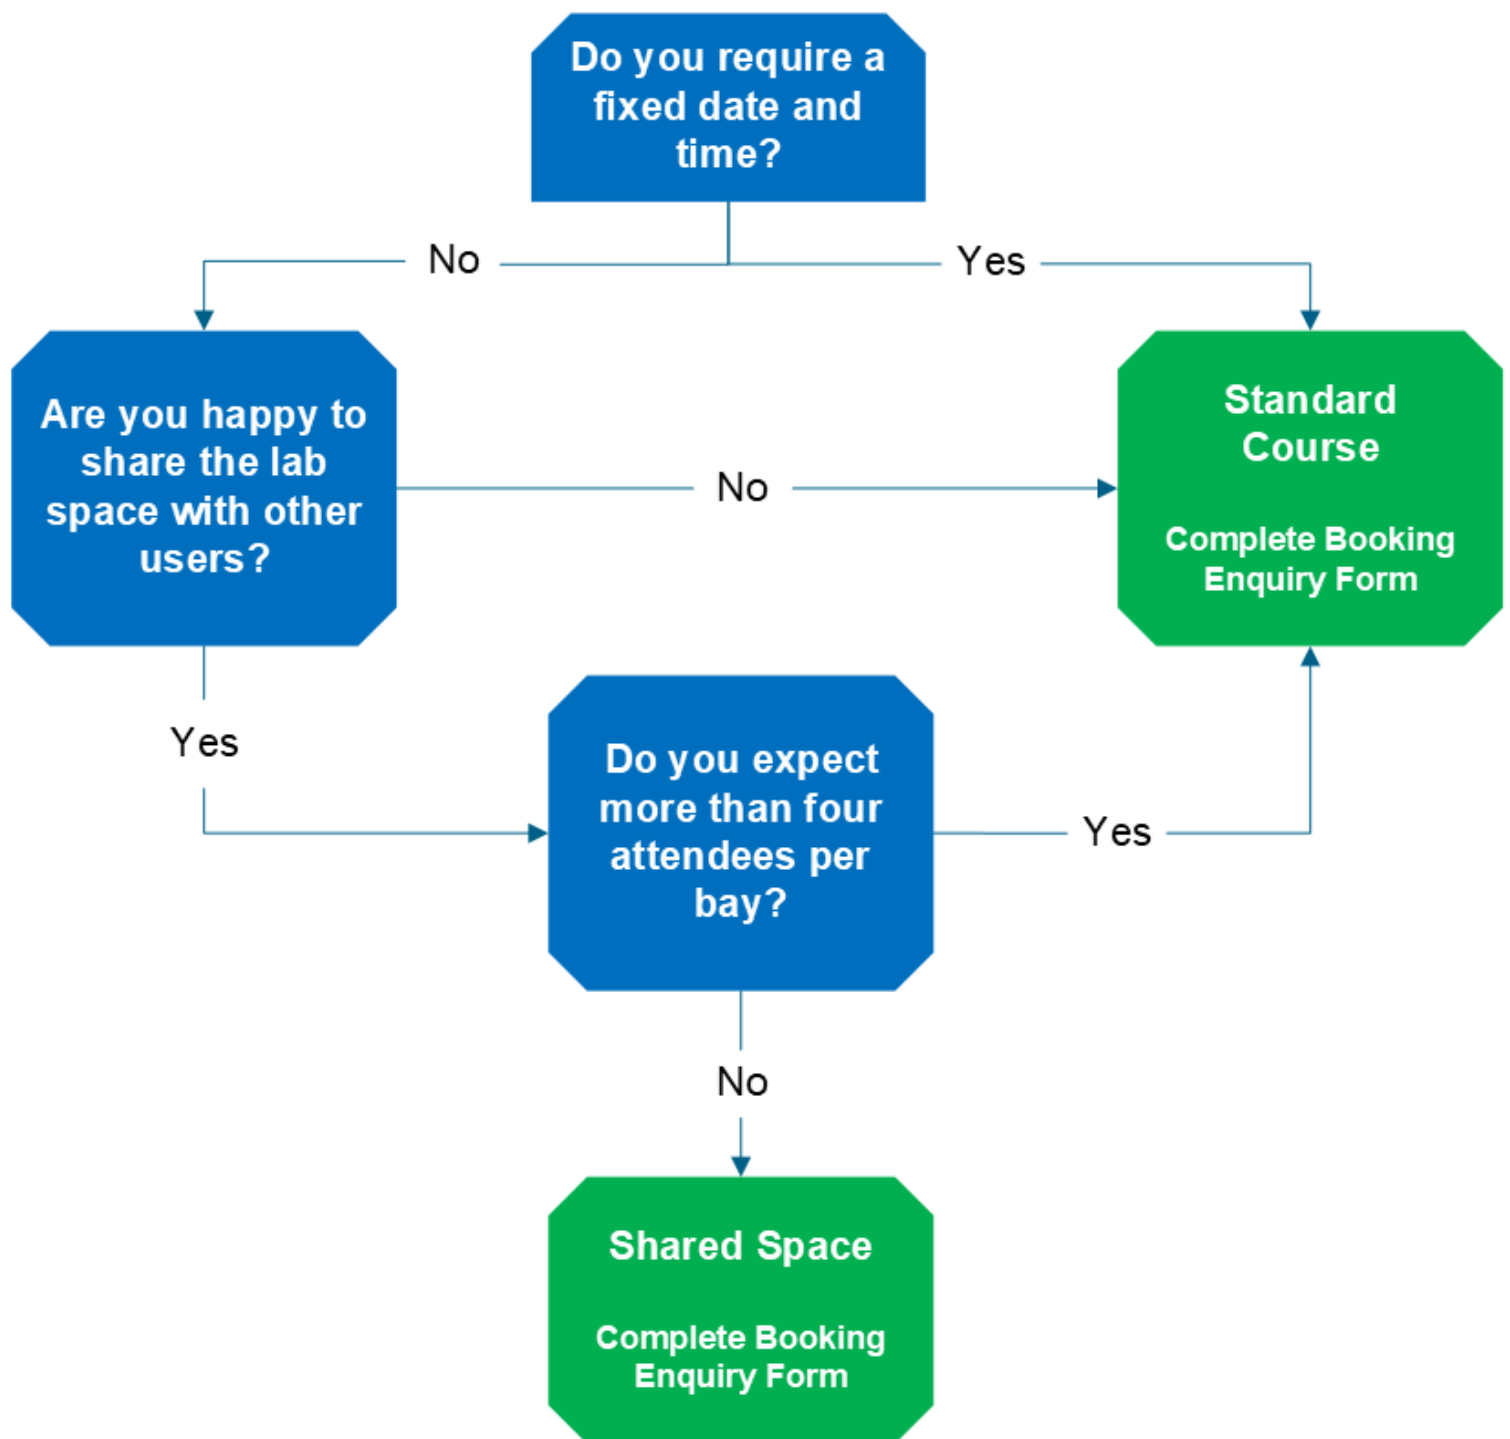 Do you require a
fixed date and
time?
No
Yes
Are you happy to
share the lab
space with other
users?
No
Standard
Course
Complete Booking
Enquiry Form
Yes
Do you expect
more than four
attendees per
bay?
Yes
No
Shared Space
Complete Booking
Enquiry Form